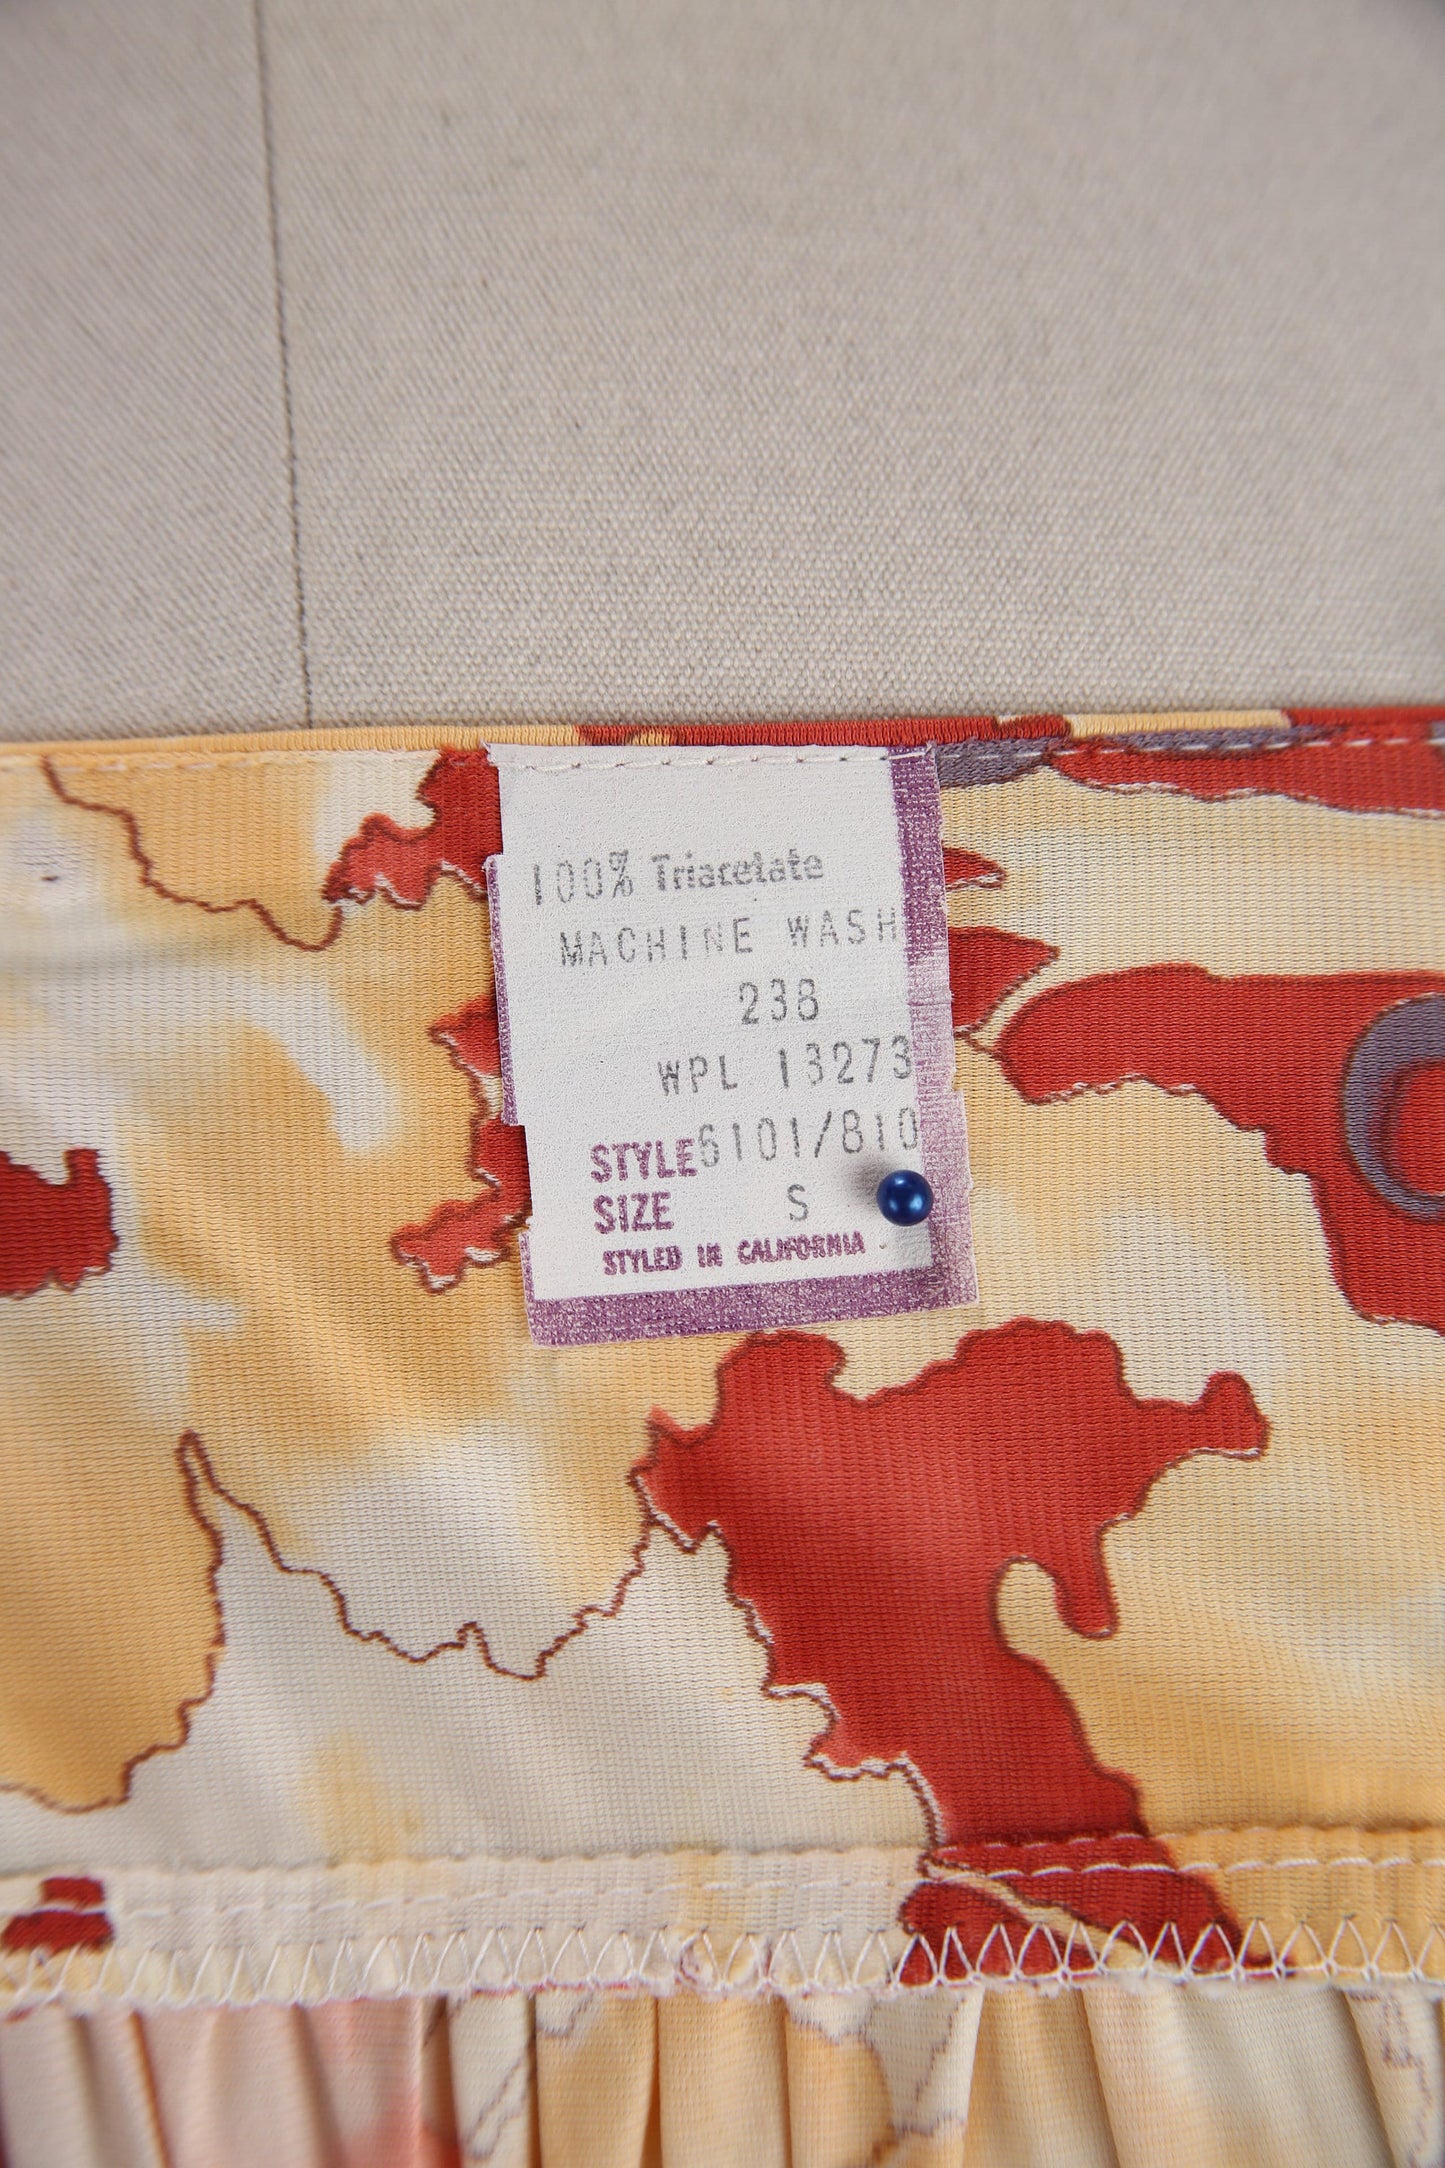 100% Triacetate
MACHINE WASH
238
WPL 13273
STYLE 6101/810
SIZE S
STYLED IN CALIFORNIA